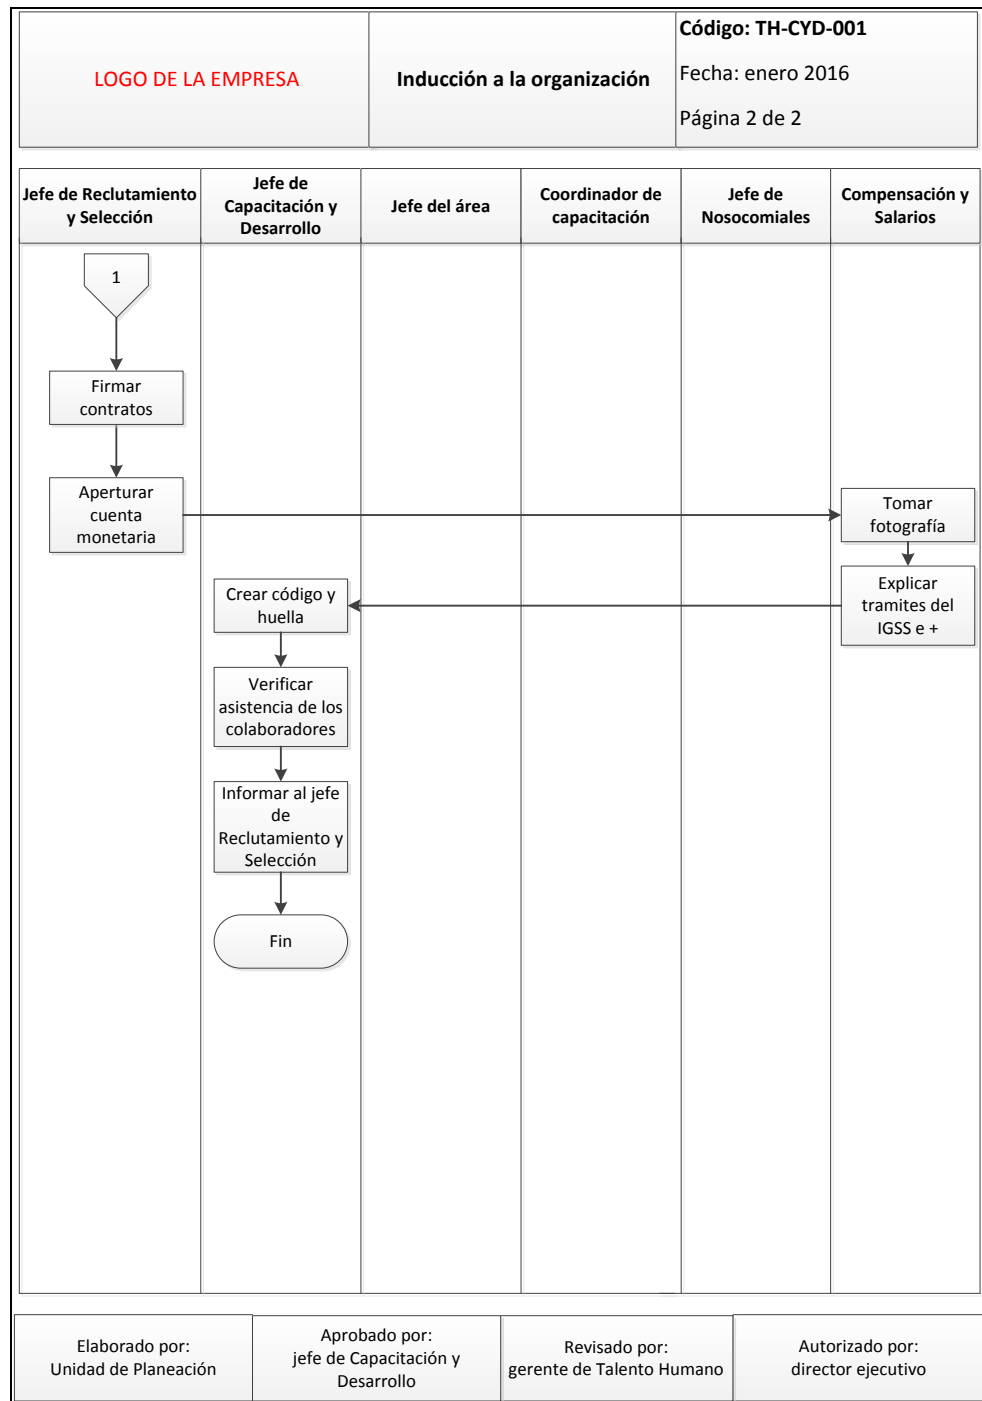 LOGO DE LA EMPRESA
Inducción a la organización
Código: TH-CYD-001
Fecha: enero 2016
Página 2 de 2
Jefe de Reclutamiento
y Selección
Jefe de
Capacitación y
Desarrollo
Jefe del área
Coordinador de
capacitación
Jefe de
Nosocomiales
Compensación y
Salarios
1
Firmar
contratos
Aperturar
cuenta
monetaria
Tomar
fotografía
Explicar
tramites del
IGSS e +
Crear código y
huella
Verificar
asistencia de los
colaboradores
Informar al jefe
de
Reclutamiento y
Selección
Fin
Elaborado por:
Unidad de Planeación
Aprobado por:
jefe de Capacitación y
Desarrollo
Revisado por:
gerente de Talento Humano
Autorizado por:
director ejecutivo